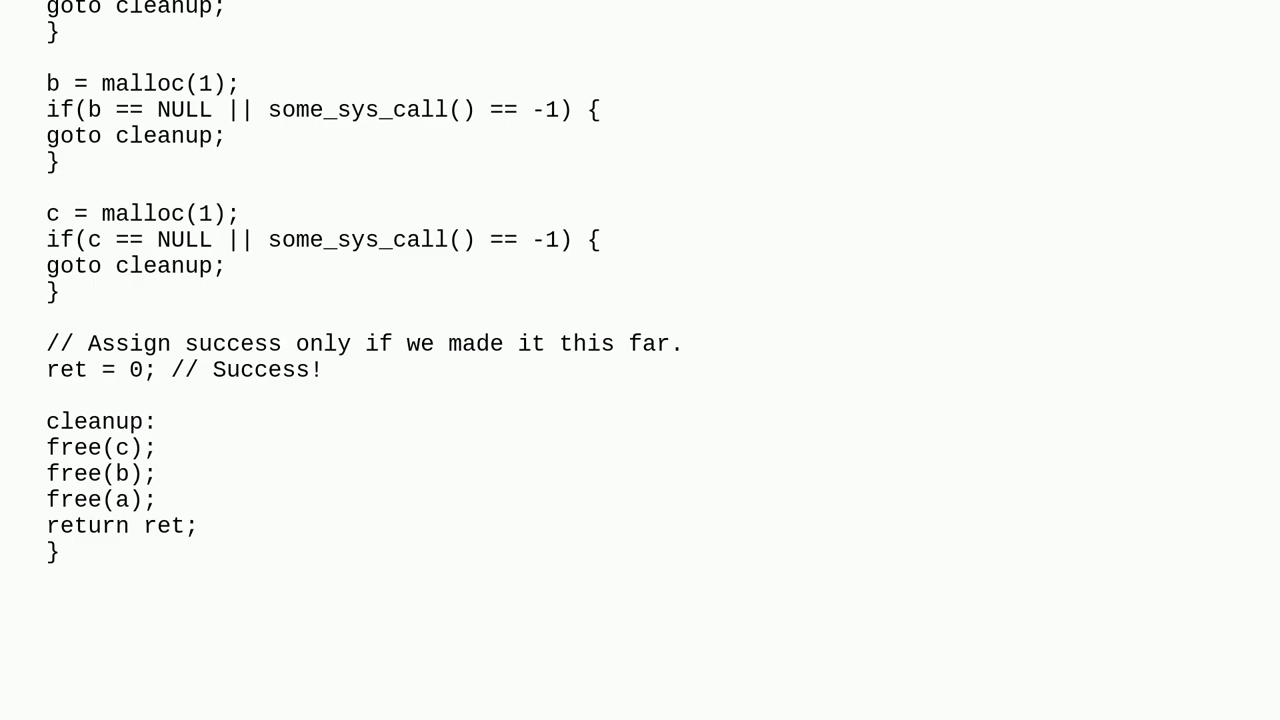 goto cleanup;
}
b = malloc(1);
if(b == NULL || some_sys_call() == -1) {
goto cleanup;
}
c = malloc(1);
if(c == NULL || some_sys_call() == -1) {
goto cleanup;
}
// Assign success only if we made it this far.
ret = 0; // Success!
cleanup:
free(c);
free(b);
free(a);
return ret;
}